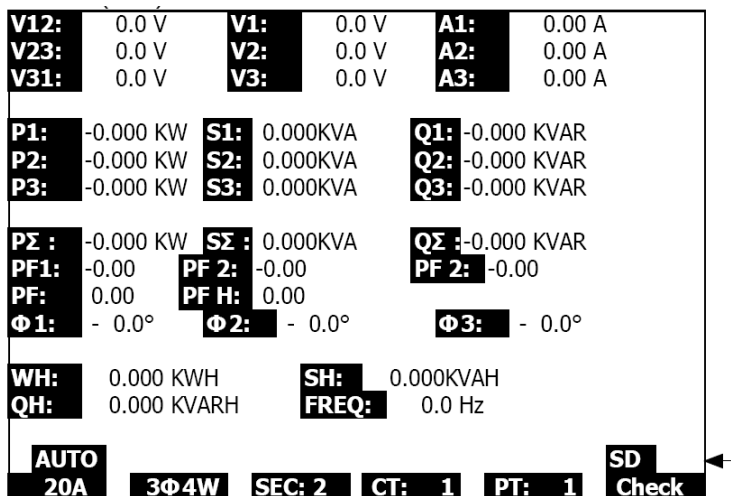 V12: 0.0 V V1: 0.0 V A1: 0.00 A
V23: 0.0 V V2: 0.0 V A2: 0.00 A
V31: 0.0 V V3: 0.0 V A3: 0.00 A
P1: -0.000 KW S1: 0.000KVA Q1: -0.000 KVAR
P2: -0.000 KW S2: 0.000KVA Q2: -0.000 KVAR
P3: -0.000 KW S3: 0.000KVA Q3: -0.000 KVAR
PΣ : -0.000 KW SΣ : 0.000KVA QΣ :-0.000 KVAR
PF1: -0.00 PF 2: -0.00 PF 2: -0.00
PF: 0.00 PF H: 0.00
Φ1: - 0.0° Φ2: - 0.0° Φ3: - 0.0°
WH: 0.000 KWH SH: 0.000KVAH
QH: 0.000 KVARH FREQ: 0.0 Hz
AUTO SD
20A 3Φ4W SEC: 2 CT: 1 PT: 1 Check